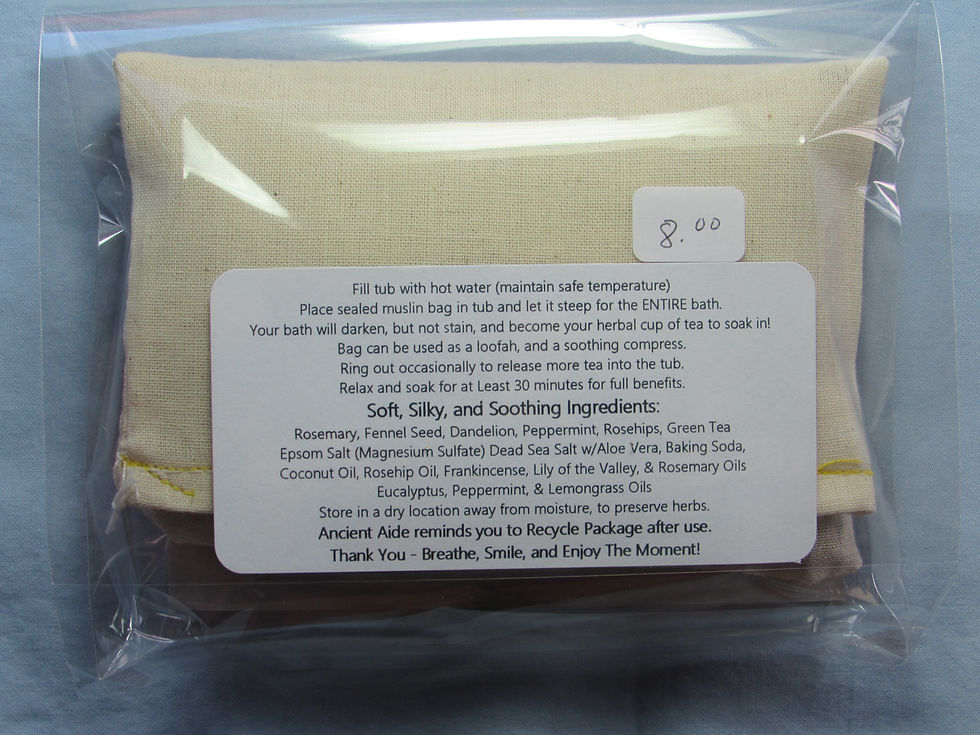 8.00
Fill tub with hot water (maintain safe temperature)
Place sealed muslin bag in tub and let it steep for the ENTIRE bath.
Your bath will darken, but not stain, and become your herbal cup of tea to soak in!
Bag can be used as a loofah, and a soothing compress.
Ring out occasionally to release more tea into the tub.
Relax and soak for at Least 30 minutes for full benefits.
Soft, Silky, and Soothing Ingredients:
Rosemary, Fennel Seed, Dandelion, Peppermint, Rosehips, Green Tea
Epsom Salt (Magnesium Sulfate) Dead Sea Salt w/Aloe Vera, Baking Soda,
Coconut Oil, Rosehip Oil, Frankincense, Lily of the Valley, & Rosemary Oils
Eucalyptus, Peppermint, & Lemongrass Oils
Store in a dry location away from moisture, to preserve herbs.
Ancient Aide reminds you to Recycle Package after use.
Thank You - Breathe, Smile, and Enjoy The Moment!